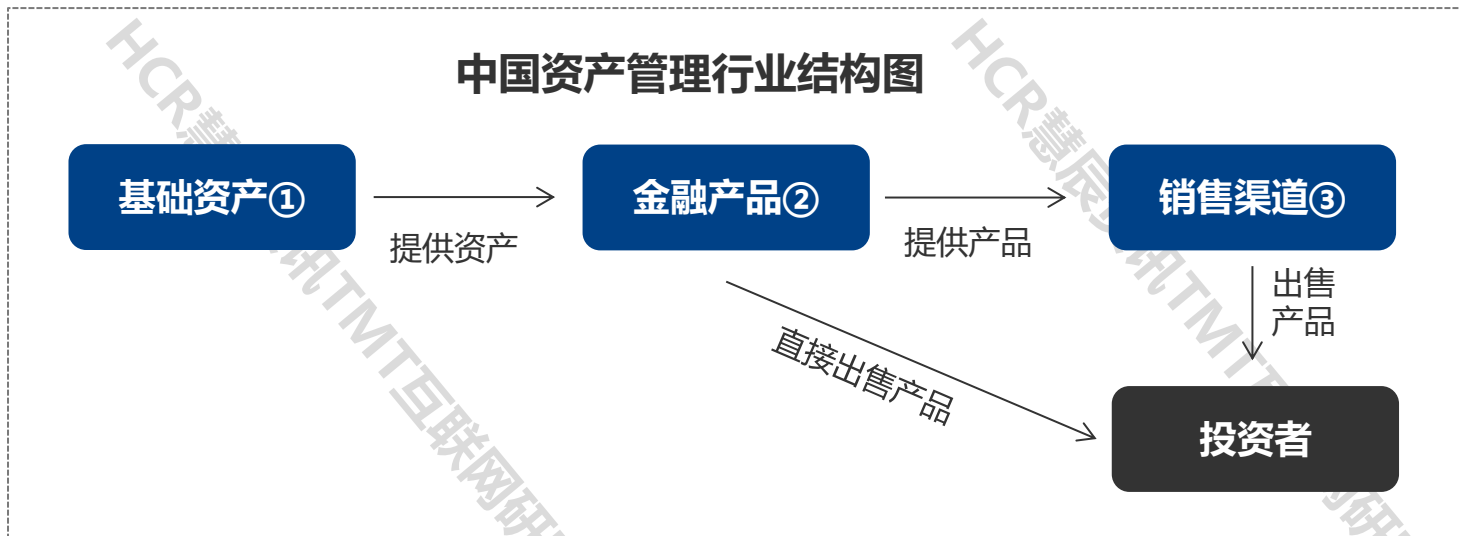 中国资产管理行业结构图
基础资产①
金融产品②
销售渠道③
提供资产
提供产品
出售
产品
直接出售产品
投资者